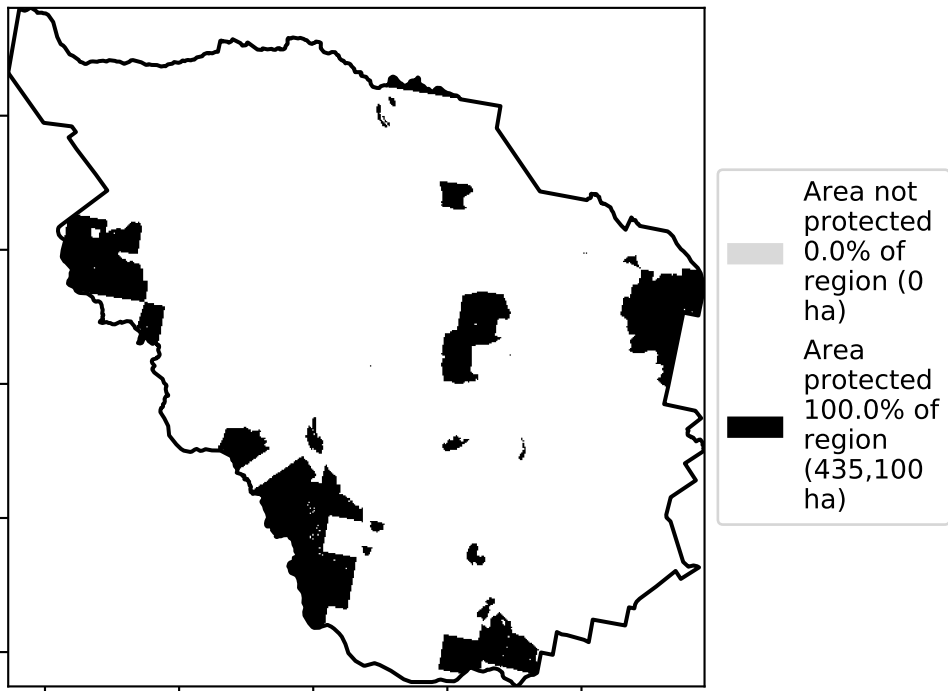 Area not
protected
0.0% of
region (0
ha)
Area
protected
100.0% of
region
(435,100
ha)